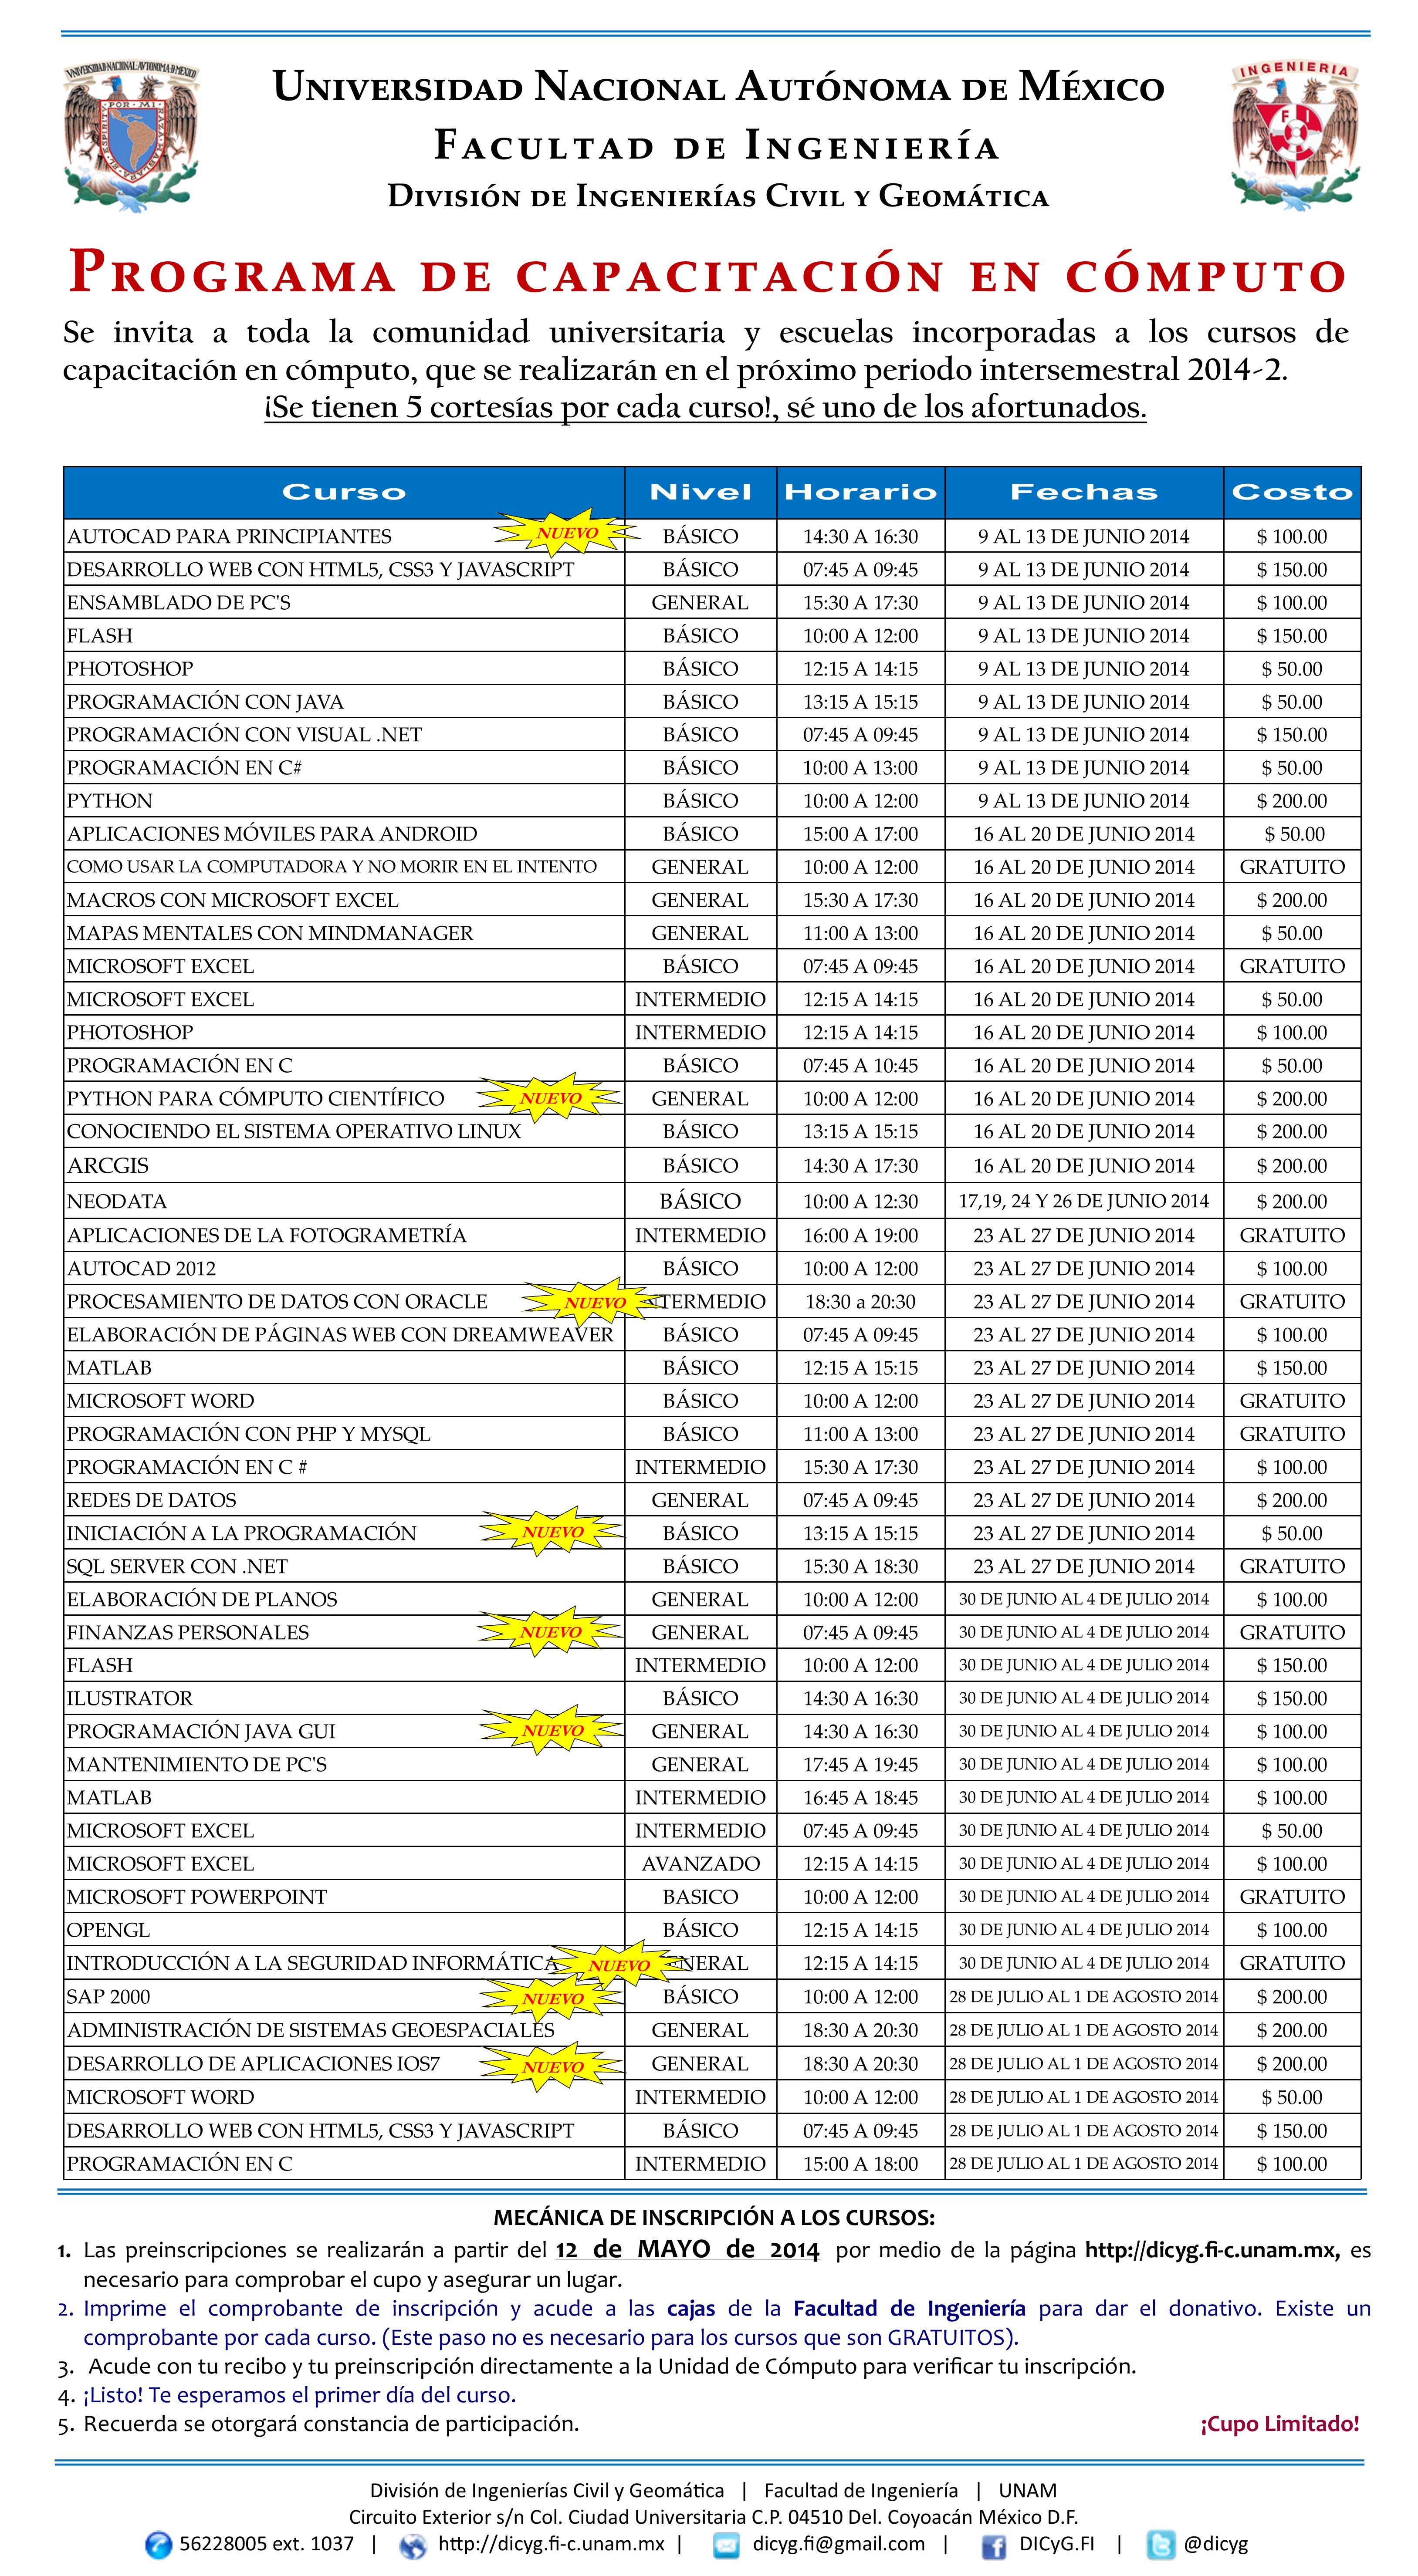 UNIVERSIDAD NACIONAL AUTÓNOMA DE MÉXICO
FACULTAD DE INGENIERÍA
DIVISIÓN DE INGENIERÍAS CIVIL Y GEOMÁTICA
UNIVERSIDAD NACIONAL AVTONOMA DE MEXICO
POR MI RAZA HABLARA EL ESPIRITU
INGENIERIA
F I
PROGRAMA DE CAPACITACIÓN EN CÓMPUTO
Se invita a toda la comunidad universitaria y escuelas incorporadas a los cursos de
capacitación en cómputo, que se realizarán en el próximo periodo intersemestral 2014-2.
¡Se tienen 5 cortesías por cada curso!, sé uno de los afortunados.
Curso Nivel Horario Fechas Costo
AUTOCAD PARA PRINCIPIANTES NUEVO BÁSICO 14:30 A 16:30 9 AL 13 DE JUNIO 2014 $ 100.00
DESARROLLO WEB CON HTML5, CSS3 Y JAVASCRIPT BÁSICO 07:45 A 09:45 9 AL 13 DE JUNIO 2014 $ 150.00
ENSAMBLADO DE PC'S GENERAL 15:30 A 17:30 9 AL 13 DE JUNIO 2014 $ 100.00
FLASH BÁSICO 10:00 A 12:00 9 AL 13 DE JUNIO 2014 $ 150.00
PHOTOSHOP BÁSICO 12:15 A 14:15 9 AL 13 DE JUNIO 2014 $ 50.00
PROGRAMACIÓN CON JAVA BÁSICO 13:15 A 15:15 9 AL 13 DE JUNIO 2014 $ 50.00
PROGRAMACIÓN CON VISUAL .NET BÁSICO 07:45 A 09:45 9 AL 13 DE JUNIO 2014 $ 150.00
PROGRAMACIÓN EN C# BÁSICO 10:00 A 13:00 9 AL 13 DE JUNIO 2014 $ 50.00
PYTHON BÁSICO 10:00 A 12:00 9 AL 13 DE JUNIO 2014 $ 200.00
APLICACIONES MÓVILES PARA ANDROID BÁSICO 15:00 A 17:00 16 AL 20 DE JUNIO 2014 $ 50.00
COMO USAR LA COMPUTADORA Y NO MORIR EN EL INTENTO GENERAL 10:00 A 12:00 16 AL 20 DE JUNIO 2014 GRATUITO
MACROS CON MICROSOFT EXCEL GENERAL 15:30 A 17:30 16 AL 20 DE JUNIO 2014 $ 200.00
MAPAS MENTALES CON MINDMANAGER GENERAL 11:00 A 13:00 16 AL 20 DE JUNIO 2014 $ 50.00
MICROSOFT EXCEL BÁSICO 07:45 A 09:45 16 AL 20 DE JUNIO 2014 GRATUITO
MICROSOFT EXCEL INTERMEDIO 12:15 A 14:15 16 AL 20 DE JUNIO 2014 $ 50.00
PHOTOSHOP INTERMEDIO 12:15 A 14:15 16 AL 20 DE JUNIO 2014 $ 100.00
PROGRAMACIÓN EN C BÁSICO 07:45 A 10:45 16 AL 20 DE JUNIO 2014 $ 50.00
PYTHON PARA CÓMPUTO CIENTÍFICO NUEVO GENERAL 10:00 A 12:00 16 AL 20 DE JUNIO 2014 $ 200.00
CONOCIENDO EL SISTEMA OPERATIVO LINUX BÁSICO 13:15 A 15:15 16 AL 20 DE JUNIO 2014 $ 200.00
ARCGIS BÁSICO 14:30 A 17:30 16 AL 20 DE JUNIO 2014 $ 200.00
NEODATA BÁSICO 10:00 A 12:30 17,19, 24 Y 26 DE JUNIO 2014 $ 200.00
APLICACIONES DE LA FOTOGRAMETRÍA INTERMEDIO 16:00 A 19:00 23 AL 27 DE JUNIO 2014 GRATUITO
AUTOCAD 2012 BÁSICO 10:00 A 12:00 23 AL 27 DE JUNIO 2014 $ 100.00
PROCESAMIENTO DE DATOS CON ORACLE NUEVO INTERMEDIO 18:30 a 20:30 23 AL 27 DE JUNIO 2014 GRATUITO
ELABORACIÓN DE PÁGINAS WEB CON DREAMWEAVER BÁSICO 07:45 A 09:45 23 AL 27 DE JUNIO 2014 $ 100.00
MATLAB BÁSICO 12:15 A 15:15 23 AL 27 DE JUNIO 2014 $ 150.00
MICROSOFT WORD BÁSICO 10:00 A 12:00 23 AL 27 DE JUNIO 2014 GRATUITO
PROGRAMACIÓN CON PHP Y MYSQL BÁSICO 11:00 A 13:00 23 AL 27 DE JUNIO 2014 GRATUITO
PROGRAMACIÓN EN C # INTERMEDIO 15:30 A 17:30 23 AL 27 DE JUNIO 2014 $ 100.00
REDES DE DATOS GENERAL 07:45 A 09:45 23 AL 27 DE JUNIO 2014 $ 200.00
INICIACIÓN A LA PROGRAMACIÓN NUEVO BÁSICO 13:15 A 15:15 23 AL 27 DE JUNIO 2014 $ 50.00
SQL SERVER CON .NET BÁSICO 15:30 A 18:30 23 AL 27 DE JUNIO 2014 GRATUITO
ELABORACIÓN DE PLANOS GENERAL 10:00 A 12:00 30 DE JUNIO AL 4 DE JULIO 2014 $ 100.00
FINANZAS PERSONALES NUEVO GENERAL 07:45 A 09:45 30 DE JUNIO AL 4 DE JULIO 2014 GRATUITO
FLASH INTERMEDIO 10:00 A 12:00 30 DE JUNIO AL 4 DE JULIO 2014 $ 150.00
ILUSTRATOR BÁSICO 14:30 A 16:30 30 DE JUNIO AL 4 DE JULIO 2014 $ 150.00
PROGRAMACIÓN JAVA GUI NUEVO GENERAL 14:30 A 16:30 30 DE JUNIO AL 4 DE JULIO 2014 $ 100.00
MANTENIMIENTO DE PC'S GENERAL 17:45 A 19:45 30 DE JUNIO AL 4 DE JULIO 2014 $ 100.00
MATLAB INTERMEDIO 16:45 A 18:45 30 DE JUNIO AL 4 DE JULIO 2014 $ 100.00
MICROSOFT EXCEL INTERMEDIO 07:45 A 09:45 30 DE JUNIO AL 4 DE JULIO 2014 $ 50.00
MICROSOFT EXCEL AVANZADO 12:15 A 14:15 30 DE JUNIO AL 4 DE JULIO 2014 $ 100.00
MICROSOFT POWERPOINT BASICO 10:00 A 12:00 30 DE JUNIO AL 4 DE JULIO 2014 GRATUITO
OPENGL BÁSICO 12:15 A 14:15 30 DE JUNIO AL 4 DE JULIO 2014 $ 100.00
INTRODUCCIÓN A LA SEGURIDAD INFORMÁTICA NUEVO GENERAL 12:15 A 14:15 30 DE JUNIO AL 4 DE JULIO 2014 GRATUITO
SAP 2000 NUEVO BÁSICO 10:00 A 12:00 28 DE JULIO AL 1 DE AGOSTO 2014 $ 200.00
ADMINISTRACIÓN DE SISTEMAS GEOESPACIALES GENERAL 18:30 A 20:30 28 DE JULIO AL 1 DE AGOSTO 2014 $ 200.00
DESARROLLO DE APLICACIONES IOS7 NUEVO GENERAL 18:30 A 20:30 28 DE JULIO AL 1 DE AGOSTO 2014 $ 200.00
MICROSOFT WORD INTERMEDIO 10:00 A 12:00 28 DE JULIO AL 1 DE AGOSTO 2014 $ 50.00
DESARROLLO WEB CON HTML5, CSS3 Y JAVASCRIPT BÁSICO 07:45 A 09:45 28 DE JULIO AL 1 DE AGOSTO 2014 $ 150.00
PROGRAMACIÓN EN C INTERMEDIO 15:00 A 18:00 28 DE JULIO AL 1 DE AGOSTO 2014 $ 100.00
MECÁNICA DE INSCRIPCIÓN A LOS CURSOS:
1. Las preinscripciones se realizarán a partir del 12 de MAYO de 2014 por medio de la página http://dicyg.fi-c.unam.mx, es
necesario para comprobar el cupo y asegurar un lugar.
2. Imprime el comprobante de inscripción y acude a las cajas de la Facultad de Ingeniería para dar el donativo. Existe un
comprobante por cada curso. (Este paso no es necesario para los cursos que son GRATUITOS).
3. Acude con tu recibo y tu preinscripción directamente a la Unidad de Cómputo para verificar tu inscripción.
4. ¡Listo! Te esperamos el primer día del curso.
5. Recuerda se otorgará constancia de participación. ¡Cupo Limitado!
División de Ingenierías Civil y Geomática | Facultad de Ingeniería | UNAM
Circuito Exterior s/n Col. Ciudad Universitaria C.P. 04510 Del. Coyoacán México D.F.
56228005 ext. 1037 | http://dicyg.fi-c.unam.mx | dicyg.fi@gmail.com | DICyG.FI | @dicyg